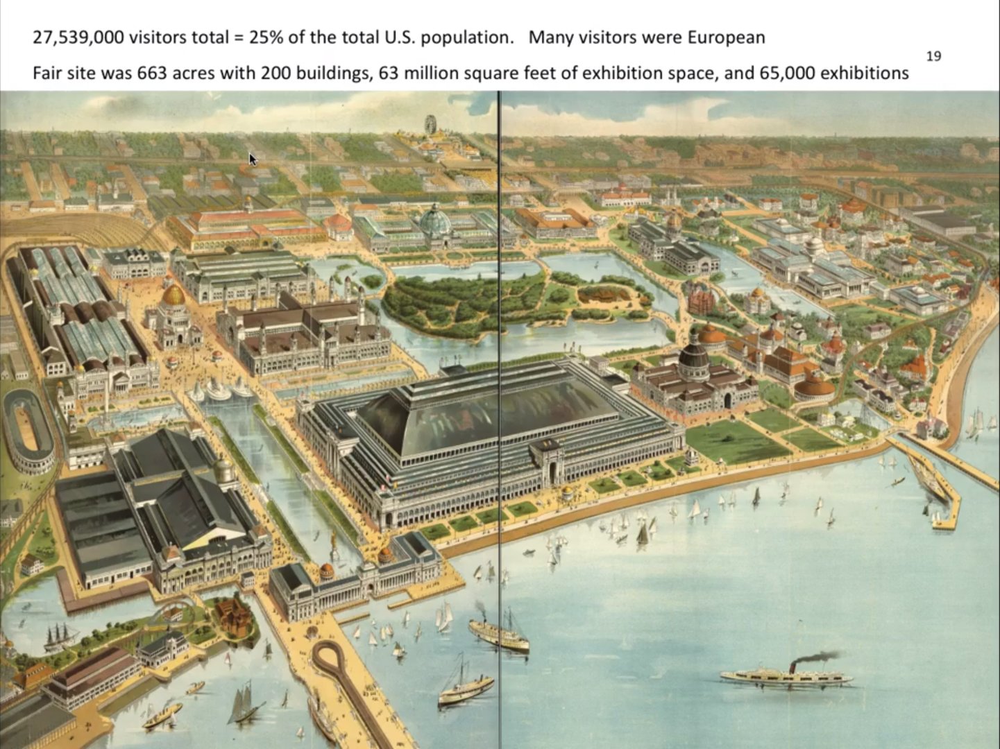 27,539,000 visitors total = 25% of the total U.S. population.   Many visitors were European
19
Fair site was 663 acres with 200 buildings, 63 million square feet of exhibition space, and 65,000 exhibitions